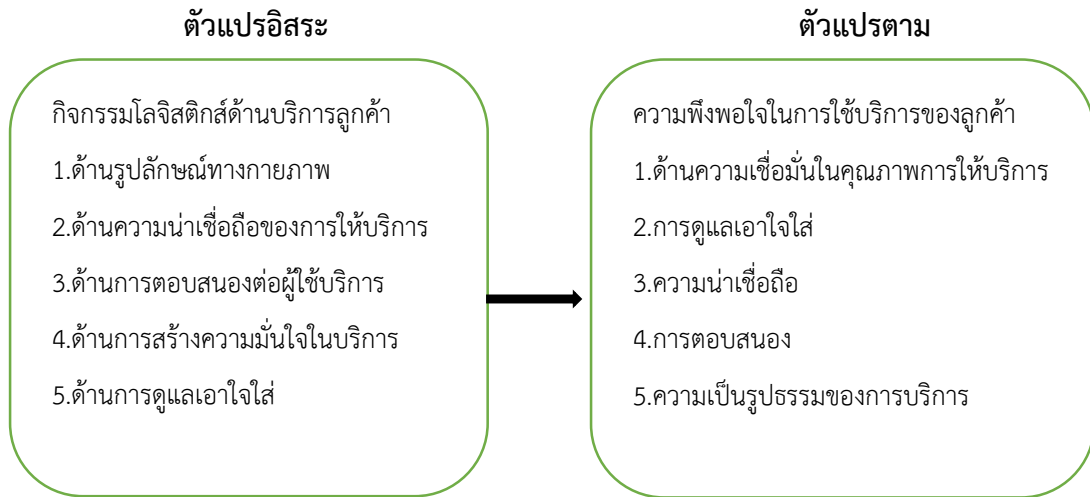 ตัวแปรอิสระ
กิจกรรมโลจิสติกส์ด้านบริการลูกค้า
1.ด้านรูปลักษณ์ทางกายภาพ
2.ด้านความน่าเชื่อถือของการให้บริการ
3.ด้านการตอบสนองต่อผู้ใช้บริการ
4.ด้านการสร้างความมั่นใจในบริการ
5.ด้านการดูแลเอาใจใส่
ตัวแปรตาม
ความพึงพอใจในการใช้บริการของลูกค้า
1.ด้านความเชื่อมั่นในคุณภาพการให้บริการ
2.การดูแลเอาใจใส่
3.ความน่าเชื่อถือ
4.การตอบสนอง
5.ความเป็นรูปธรรมของการบริการ